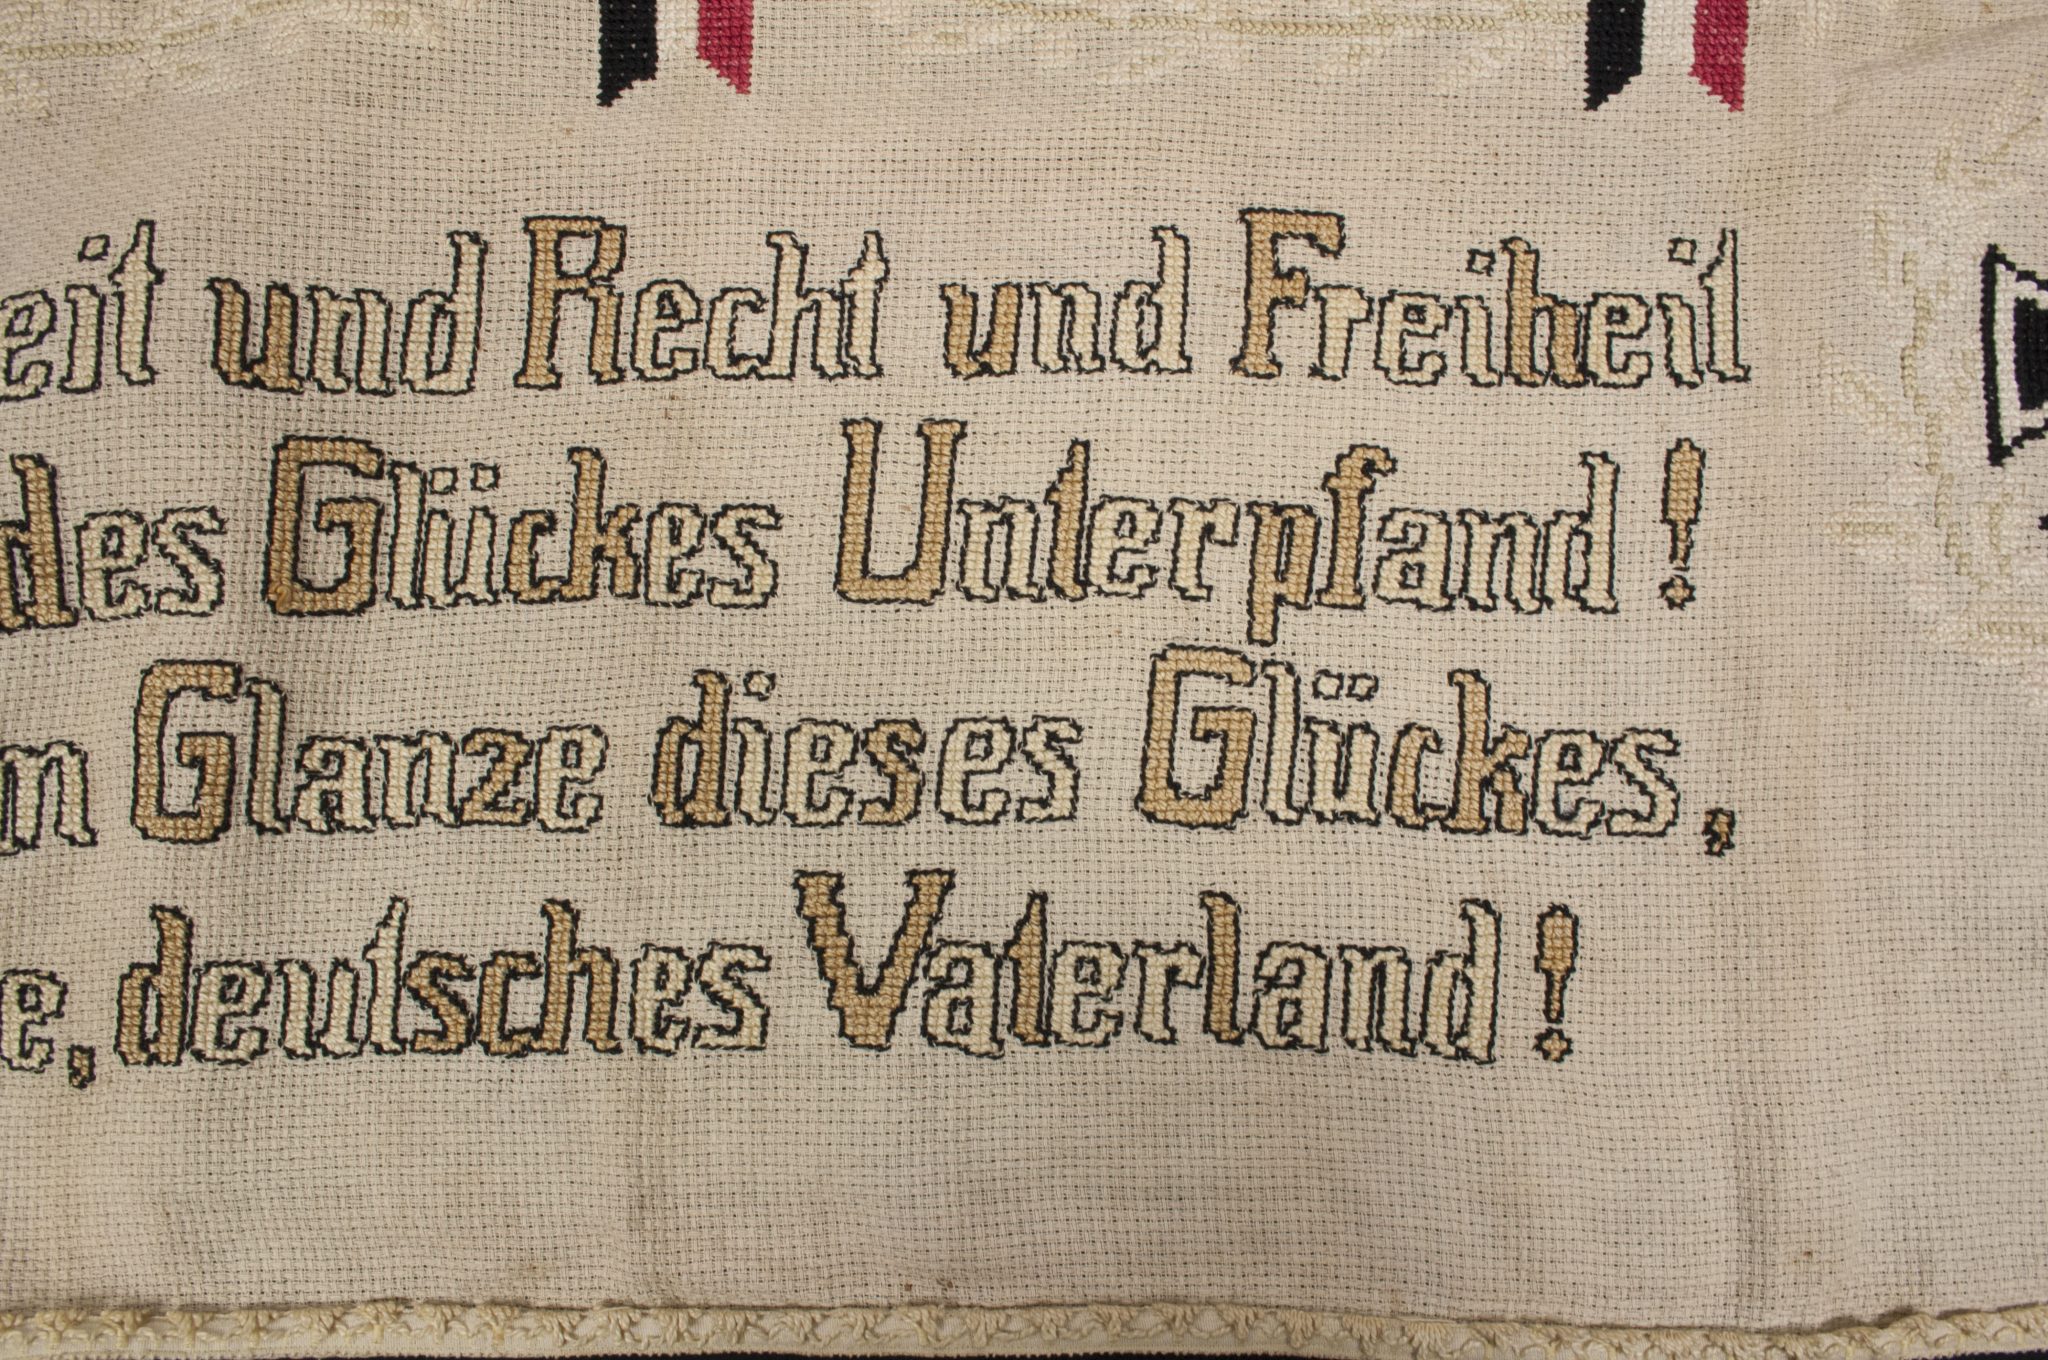 eit und Recht und Freiheit
des Glückes Unterpfand!
m Glanze dieses Glückes,
e, deutsches Vaterland!